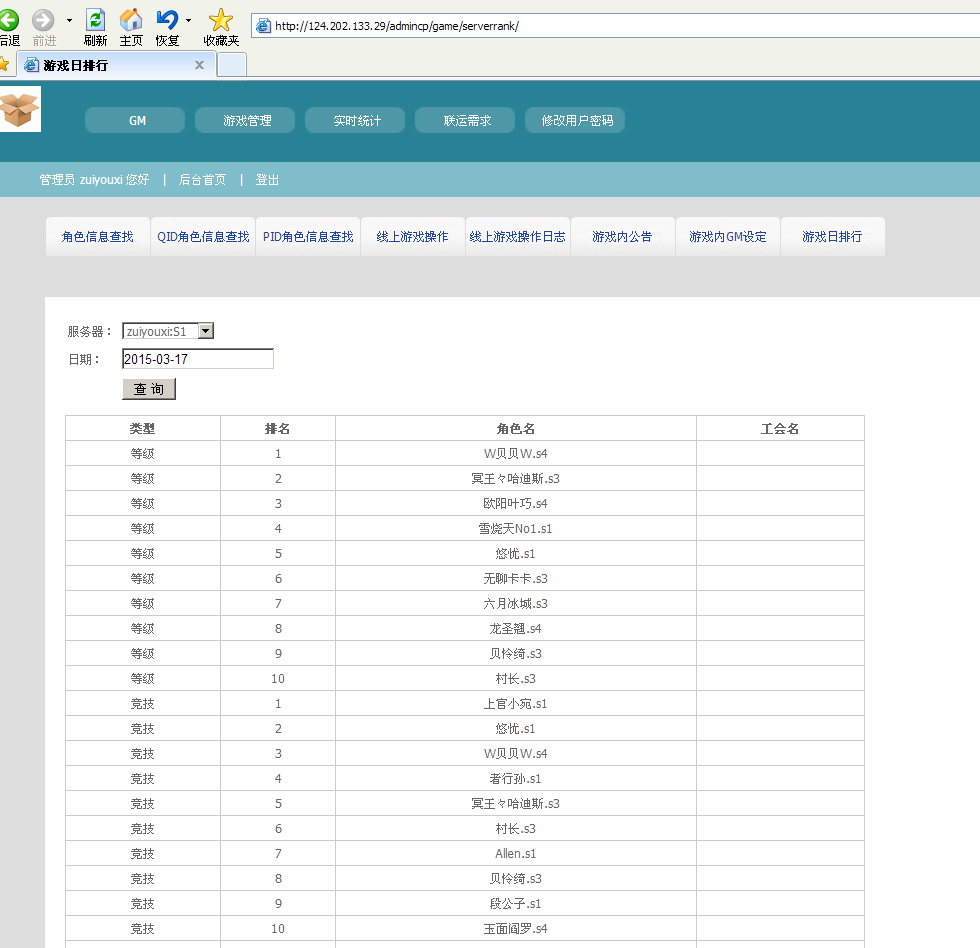 后退 前进 刷新 主页 恢复 收藏夹 http://124.202.133.29/admincp/game/serverrank/
游戏日排行
GM 游戏管理 实时统计 联运需求 修改用户密码
管理员 zuiyouxi 您好 | 后台首页 | 登出
角色信息查找 QID角色信息查找 PID角色信息查找 线上游戏操作 线上游戏操作日志 游戏内公告 游戏内GM设定 游戏日排行
服务器： zuiyouxi:S1
日期： 2015-03-17
查 询
类型 排名 角色名 工会名
等级 1 W贝贝W.s4
等级 2 冥王々哈迪斯.s3
等级 3 欧阳叶巧.s4
等级 4 雪烧天No1.s1
等级 5 悠忧.s1
等级 6 无聊卡卡.s3
等级 7 六月冰城.s3
等级 8 龙圣翘.s4
等级 9 贝怜绮.s3
等级 10 村长.s3
竞技 1 上官小宛.s1
竞技 2 悠忧.s1
竞技 3 W贝贝W.s4
竞技 4 者行孙.s1
竞技 5 冥王々哈迪斯.s3
竞技 6 村长.s3
竞技 7 Allen.s1
竞技 8 贝怜绮.s3
竞技 9 段公子.s1
竞技 10 玉面阎罗.s4